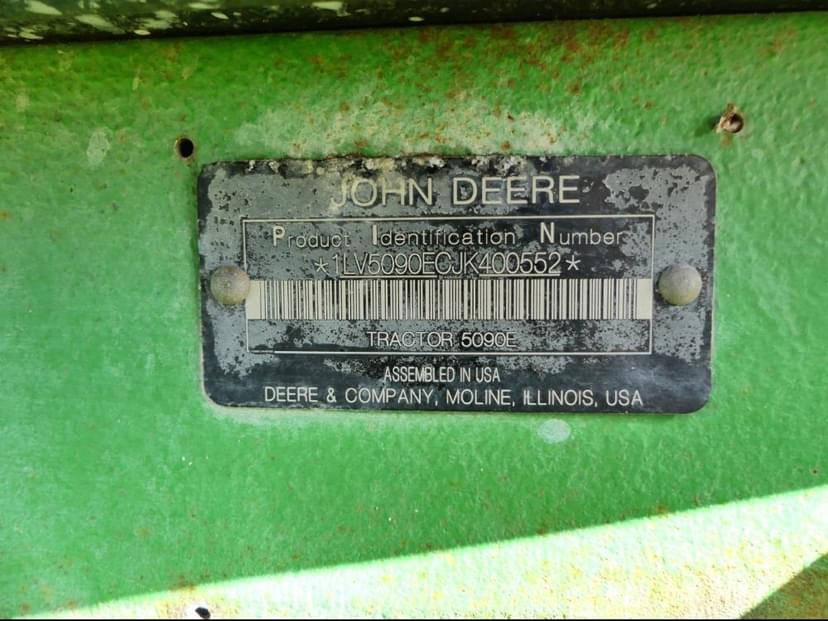 JOHN DEERE
Product Identification Number
*1LV5090ECJK400552*
TRACTOR 5090E
ASSEMBLED IN USA
DEERE & COMPANY, MOLINE, ILLINOIS, USA